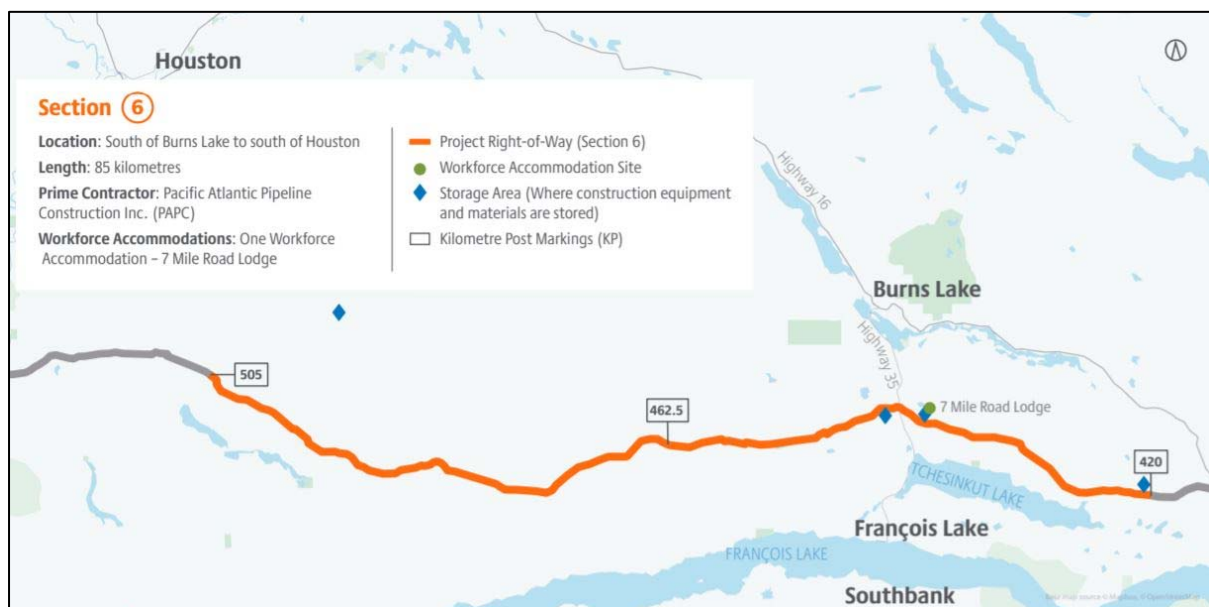 Houston
Section 6
Location: South of Burns Lake to south of Houston
Length: 85 kilometres
Prime Contractor: Pacific Atlantic Pipeline
Construction Inc. (PAPC)
Workforce Accommodations: One Workforce
Accommodation – 7 Mile Road Lodge
Project Right-of-Way (Section 6)
Workforce Accommodation Site
Storage Area (Where construction equipment
and materials are stored)
Kilometre Post Markings (KP)
Highway 16
Burns Lake
Highway 35
505
462.5
7 Mile Road Lodge
420
TCHESINKUT LAKE
François Lake
FRANÇOIS LAKE
Southbank